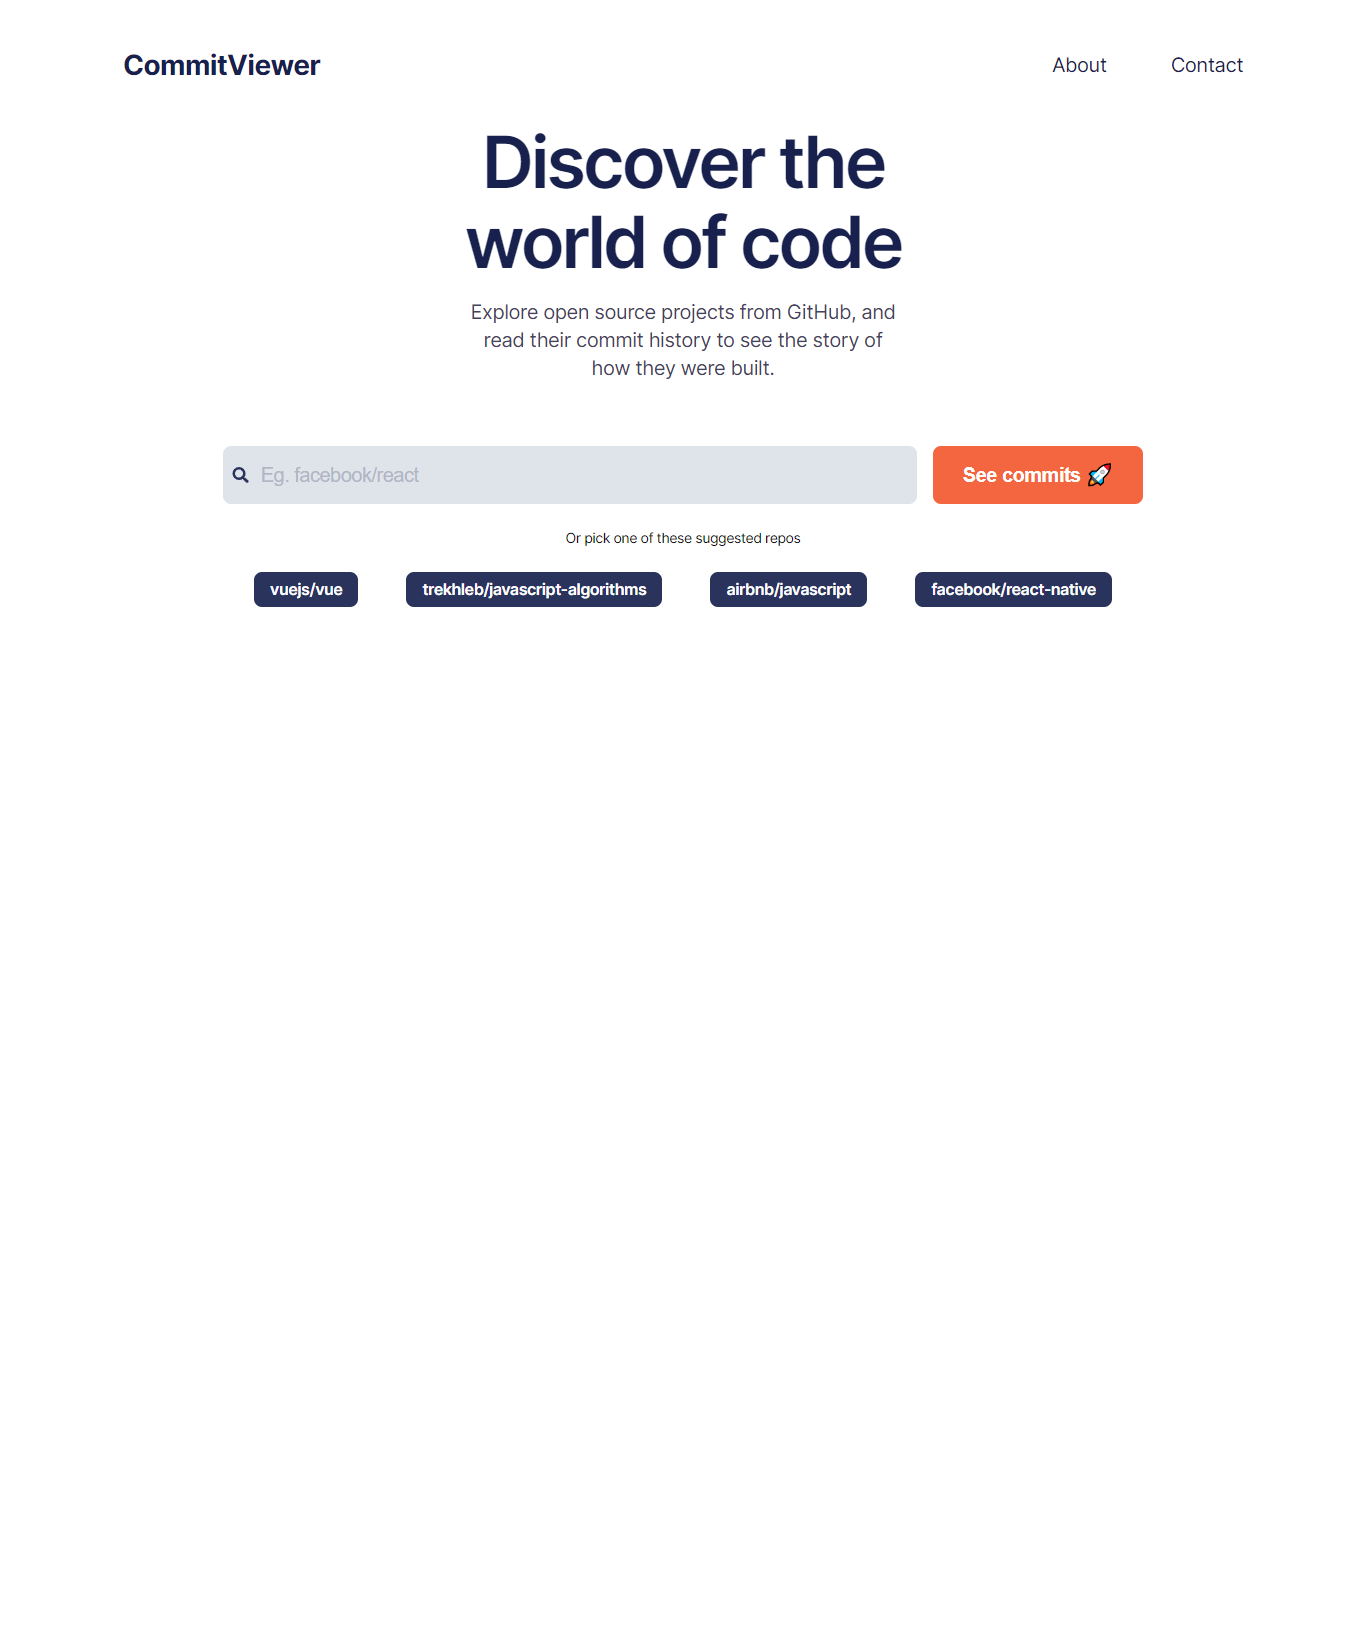 CommitViewer
About
Contact
Discover the
world of code
Explore open source projects from GitHub, and
read their commit history to see the story of
how they were built.
Eg. facebook/react
See commits 🚀
Or pick one of these suggested repos
vuejs/vue
trekhleb/javascript-algorithms
airbnb/javascript
facebook/react-native